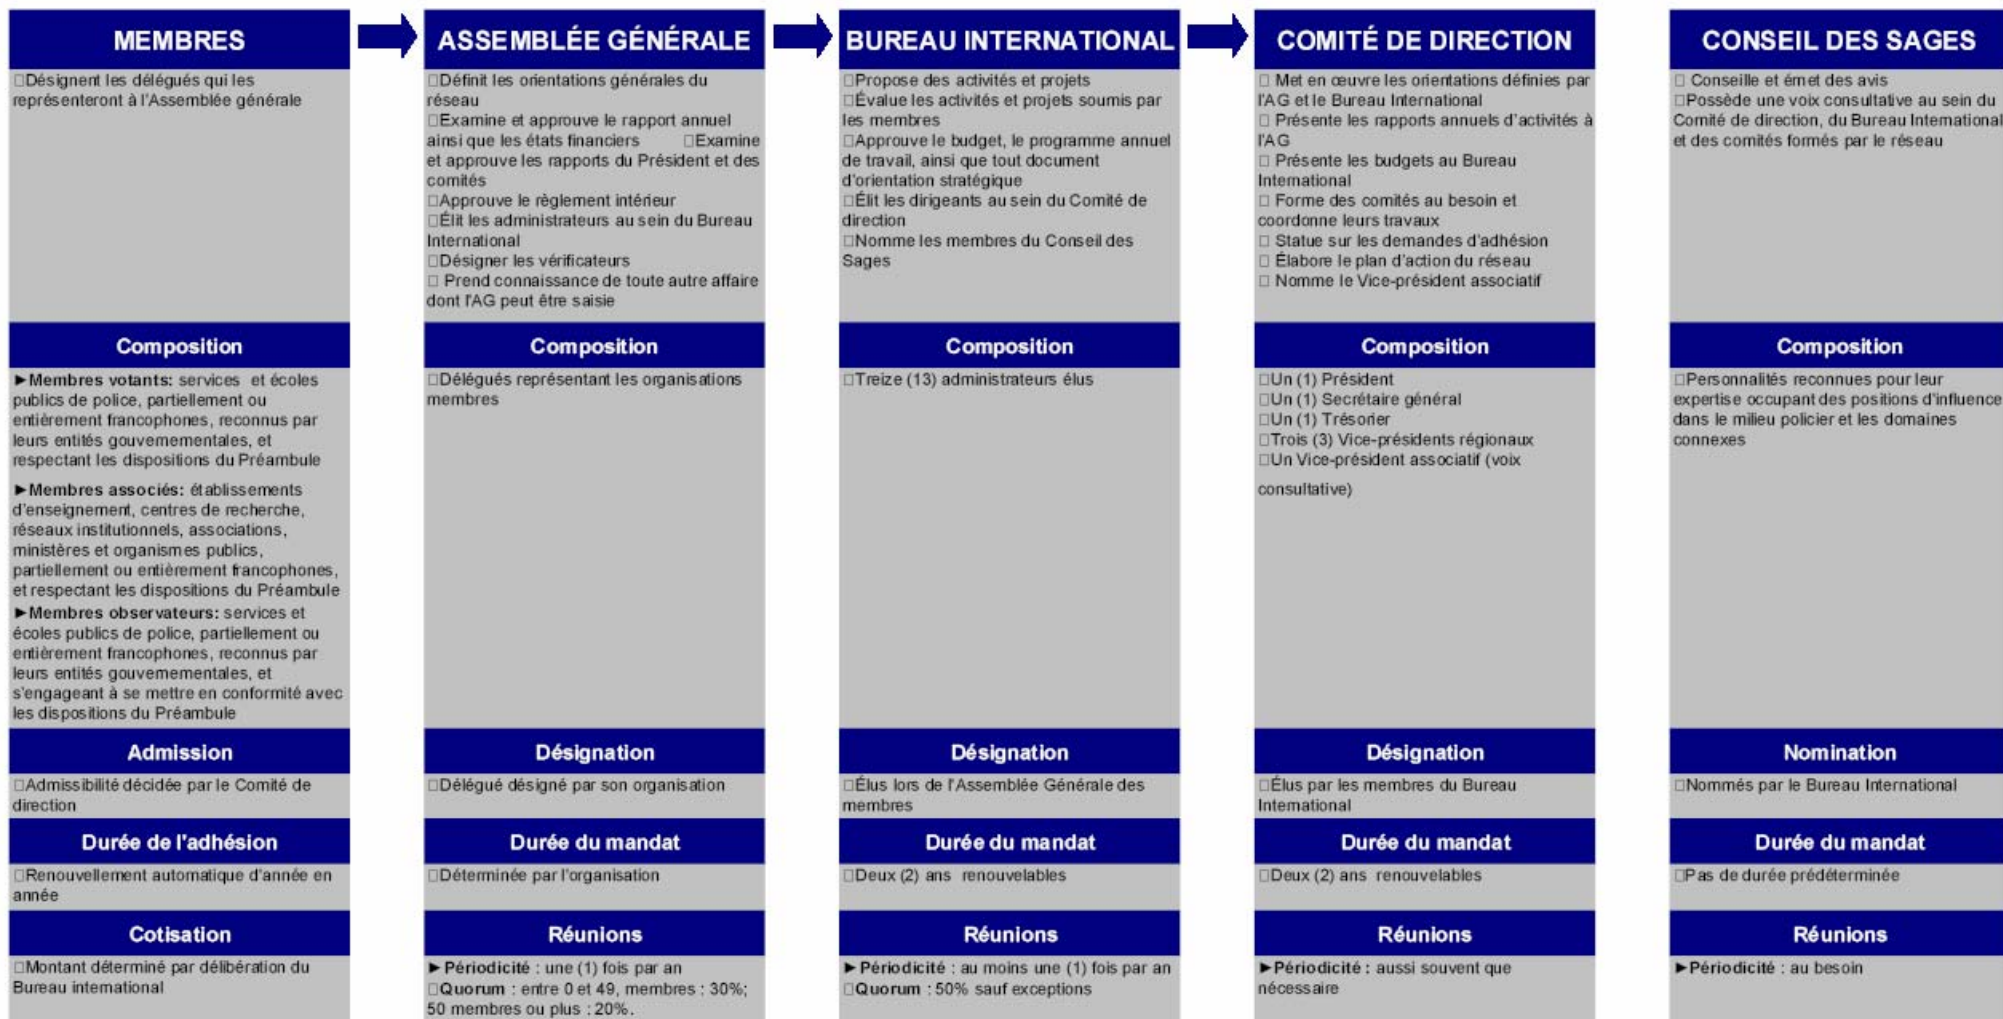 MEMBRES
□Désignent les délégués qui les
représenteront à l'Assemblée générale
Composition
►Membres votants: services et écoles
publics de police, partiellement ou
entièrement francophones, reconnus par
leurs entités gouvernementales, et
respectant les dispositions du Préambule
►Membres associés: établissements
d'enseignement, centres de recherche,
réseaux institutionnels, associations,
ministères et organismes publics,
partiellement ou entièrement francophones,
et respectant les dispositions du Préambule
►Membres observateurs: services et
écoles publics de police, partiellement ou
entièrement francophones, reconnus par
leurs entités gouvernementales, et
s'engageant à se mettre en conformité avec
les dispositions du Préambule
Admission
□Admissibilité décidée par le Comité de
direction
Durée de l'adhésion
□Renouvellement automatique d'année en
année
Cotisation
□Montant déterminé par délibération du
Bureau international
ASSEMBLÉE GÉNÉRALE
□Définit les orientations générales du
réseau
□Examine et approuve le rapport annuel
ainsi que les états financiers □Examine
et approuve les rapports du Président et des
comités
□Approuve le règlement intérieur
□Élit les administrateurs au sein du Bureau
International
□Désigner les vérificateurs
□ Prend connaissance de toute autre affaire
dont l'AG peut être saisie
Composition
□Délégués représentant les organisations
membres
Désignation
□Délégué désigné par son organisation
Durée du mandat
□Déterminée par l'organisation
Réunions
►Périodicité : une (1) fois par an
□Quorum : entre 0 et 49, membres : 30%;
50 membres ou plus : 20%.
BUREAU INTERNATIONAL
□Propose des activités et projets
□Évalue les activités et projets soumis par
les membres
□Approuve le budget, le programme annuel
de travail, ainsi que tout document
d'orientation stratégique
□Élit les dirigeants au sein du Comité de
direction
□Nomme les membres du Conseil des
Sages
Composition
□Treize (13) administrateurs élus
Désignation
□Élus lors de l'Assemblée Générale des
membres
Durée du mandat
□Deux (2) ans renouvelables
Réunions
►Périodicité : au moins une (1) fois par an
□Quorum : 50% sauf exceptions
COMITÉ DE DIRECTION
□ Met en œuvre les orientations définies par
l'AG et le Bureau International
□ Présente les rapports annuels d'activités à
l'AG
□ Présente les budgets au Bureau
International
□ Forme des comités au besoin et
coordonne leurs travaux
□ Statue sur les demandes d'adhésion
□ Élabore le plan d'action du réseau
□ Nomme le Vice-président associatif
Composition
□Un (1) Président
□Un (1) Secrétaire général
□Un (1) Trésorier
□Trois (3) Vice-présidents régionaux
□Un Vice-président associatif (voix
consultative)
Désignation
□Élus par les membres du Bureau
International
Durée du mandat
□Deux (2) ans renouvelables
Réunions
►Périodicité : aussi souvent que
nécessaire
CONSEIL DES SAGES
□ Conseille et émet des avis
□Possède une voix consultative au sein du
Comité de direction, du Bureau International
et des comités formés par le réseau
Composition
□Personnalités reconnues pour leur
expertise occupant des positions d'influence
dans le milieu policier et les domaines
connexes
Nomination
□Nommés par le Bureau International
Durée du mandat
□Pas de durée prédéterminée
Réunions
►Périodicité : au besoin